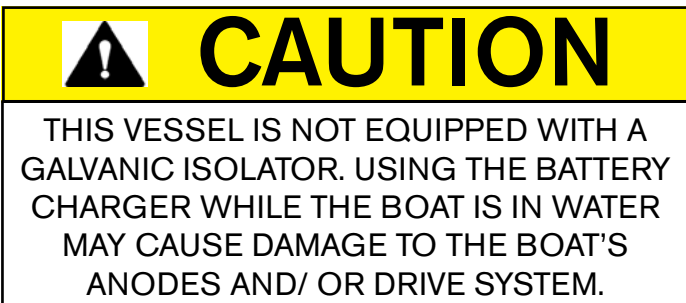 CAUTION
THIS VESSEL IS NOT EQUIPPED WITH A
GALVANIC ISOLATOR. USING THE BATTERY
CHARGER WHILE THE BOAT IS IN WATER
MAY CAUSE DAMAGE TO THE BOAT'S
ANODES AND/ OR DRIVE SYSTEM.